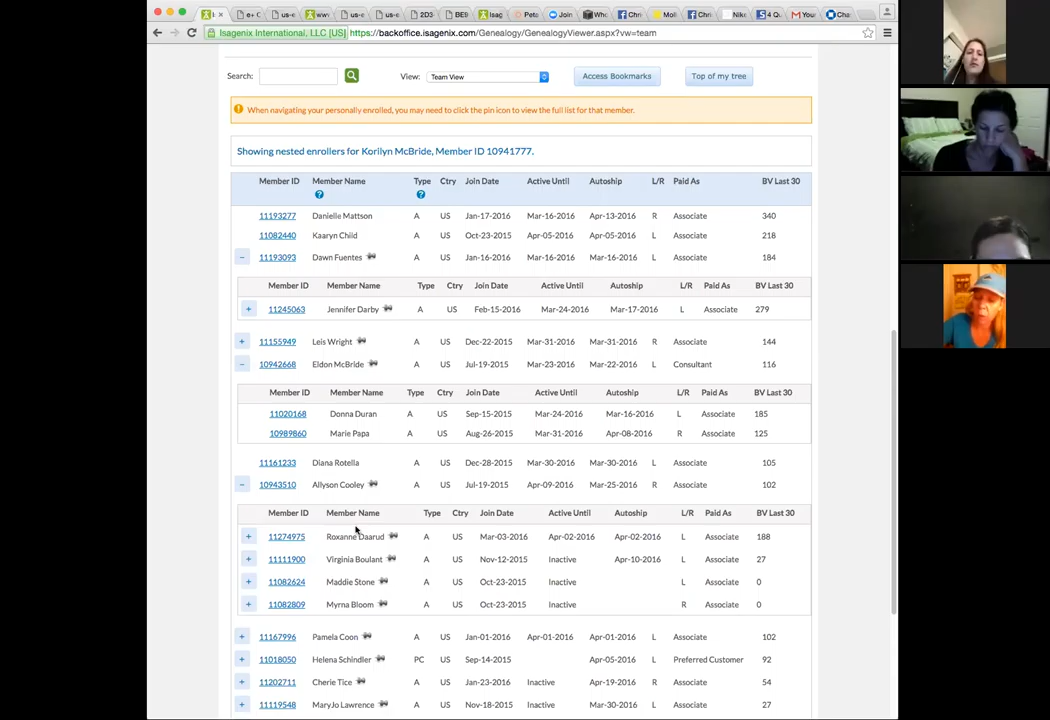 e+ C
us-e
www
us-e
us-e
2D3
BE9
Isag
Peta
Join
Who
Chri
Moll
Chri
Nike
4 Qu
You
Cha
Isagenix International, LLC [US] https://backoffice.isagenix.com/Genealogy/GenealogyViewer.aspx?vw=team
Search: View: Team View Access Bookmarks Top of my tree
When navigating your personally enrolled, you may need to click the pin icon to view the full list for that member.
Showing nested enrollers for Korilyn McBride, Member ID 10941777.
Member ID Member Name Type Ctry Join Date Active Until Autoship L/R Paid As BV Last 30
? ?
11193277 Danielle Mattson A US Jan-17-2016 Mar-16-2016 Apr-13-2016 R Associate 340
11082440 Kaaryn Child A US Oct-23-2015 Apr-05-2016 Apr-05-2016 L Associate 218
− 11193093 Dawn Fuentes A US Jan-16-2016 Mar-16-2016 Mar-16-2016 L Associate 184
Member ID Member Name Type Ctry Join Date Active Until Autoship L/R Paid As BV Last 30
+ 11245063 Jennifer Darby A US Feb-15-2016 Mar-24-2016 Mar-17-2016 L Associate 279
+ 11155949 Leis Wright A US Dec-22-2015 Mar-31-2016 Mar-31-2016 R Associate 144
− 10942668 Eldon McBride A US Jul-19-2015 Mar-23-2016 Mar-22-2016 L Consultant 116
Member ID Member Name Type Ctry Join Date Active Until Autoship L/R Paid As BV Last 30
11020168 Donna Duran A US Sep-15-2015 Mar-24-2016 Mar-16-2016 L Associate 185
10989860 Marie Papa A US Aug-26-2015 Mar-31-2016 Apr-08-2016 R Associate 125
11161233 Diana Rotella A US Dec-28-2015 Mar-30-2016 Mar-30-2016 L Associate 105
− 10943510 Allyson Cooley A US Jul-19-2015 Apr-09-2016 Mar-25-2016 R Associate 102
Member ID Member Name Type Ctry Join Date Active Until Autoship L/R Paid As BV Last 30
+ 11274975 Roxanne Daarud A US Mar-03-2016 Apr-02-2016 Apr-02-2016 L Associate 188
+ 11111900 Virginia Boulant A US Nov-12-2015 Inactive Apr-10-2016 L Associate 27
+ 11082624 Maddie Stone A US Oct-23-2015 Inactive L Associate 0
+ 11082809 Myrna Bloom A US Oct-23-2015 Inactive R Associate 0
+ 11167996 Pamela Coon A US Jan-01-2016 Apr-01-2016 Apr-01-2016 L Associate 102
+ 11018050 Helena Schindler PC US Sep-14-2015 Apr-05-2016 L Preferred Customer 92
+ 11202711 Cherie Tice A US Jan-23-2016 Inactive Apr-19-2016 R Associate 54
+ 11119548 MaryJo Lawrence A US Nov-18-2015 Inactive Mar-30-2016 L Associate 27